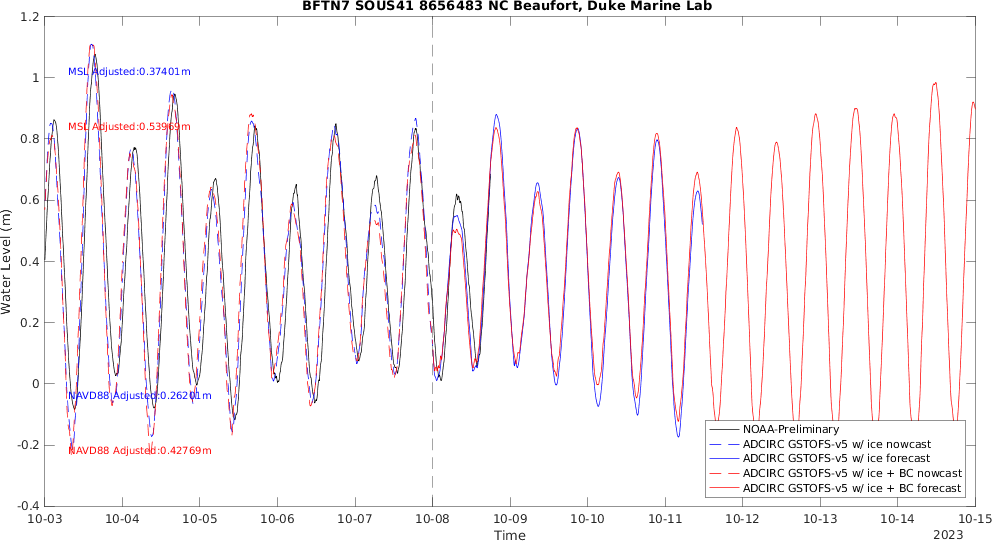 BFTN7 SOUS41 8656483 NC Beaufort, Duke Marine Lab
1.2
1
0.8
0.6
0.4
0.2
0
-0.2
-0.4
Water Level (m)
MSL Adjusted:0.37401m
MSL Adjusted:0.53969m
NAVD88 Adjusted:0.26201m
NAVD88 Adjusted:0.42769m
NOAA-Preliminary
ADCIRC GSTOFS-v5 w/ ice nowcast
ADCIRC GSTOFS-v5 w/ ice forecast
ADCIRC GSTOFS-v5 w/ ice + BC nowcast
ADCIRC GSTOFS-v5 w/ ice + BC forecast
10-03 10-04 10-05 10-06 10-07 10-08 10-09 10-10 10-11 10-12 10-13 10-14 10-15
Time
2023